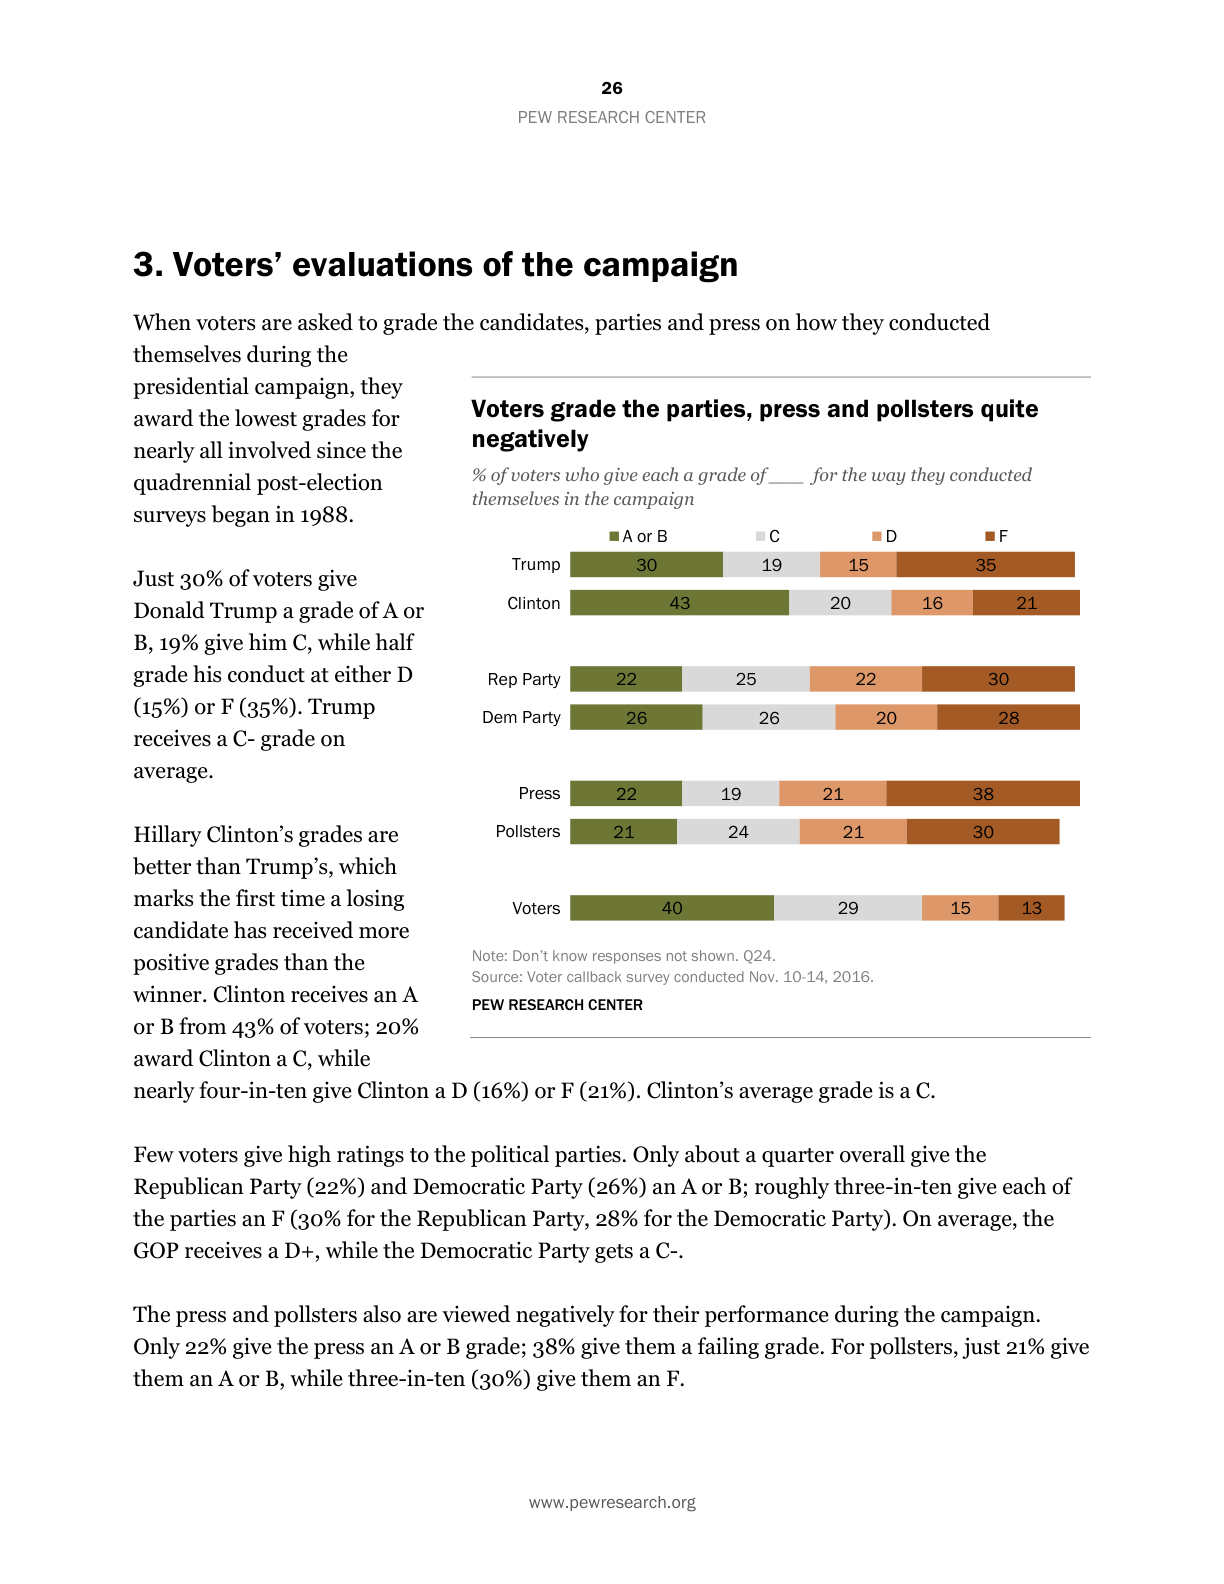 26
PEW RESEARCH CENTER
3. Voters’ evaluations of the campaign
When voters are asked to grade the candidates, parties and press on how they conducted
themselves during the
presidential campaign, they
award the lowest grades for
nearly all involved since the
quadrennial post-election
surveys began in 1988.
Just 30% of voters give
Donald Trump a grade of A or
B, 19% give him C, while half
grade his conduct at either D
(15%) or F (35%). Trump
receives a C- grade on
average.
Hillary Clinton’s grades are
better than Trump’s, which
marks the first time a losing
candidate has received more
positive grades than the
winner. Clinton receives an A
or B from 43% of voters; 20%
award Clinton a C, while
nearly four-in-ten give Clinton a D (16%) or F (21%). Clinton’s average grade is a C.
Voters grade the parties, press and pollsters quite
negatively
% of voters who give each a grade of ___ for the way they conducted
themselves in the campaign
A or B C D F
Trump 30 19 15 35
Clinton 43 20 16 21
Rep Party 22 25 22 30
Dem Party 26 26 20 28
Press 22 19 21 38
Pollsters 21 24 21 30
Voters 40 29 15 13
Note: Don’t know responses not shown. Q24.
Source: Voter callback survey conducted Nov. 10-14, 2016.
PEW RESEARCH CENTER
Few voters give high ratings to the political parties. Only about a quarter overall give the
Republican Party (22%) and Democratic Party (26%) an A or B; roughly three-in-ten give each of
the parties an F (30% for the Republican Party, 28% for the Democratic Party). On average, the
GOP receives a D+, while the Democratic Party gets a C-.
The press and pollsters also are viewed negatively for their performance during the campaign.
Only 22% give the press an A or B grade; 38% give them a failing grade. For pollsters, just 21% give
them an A or B, while three-in-ten (30%) give them an F.
www.pewresearch.org